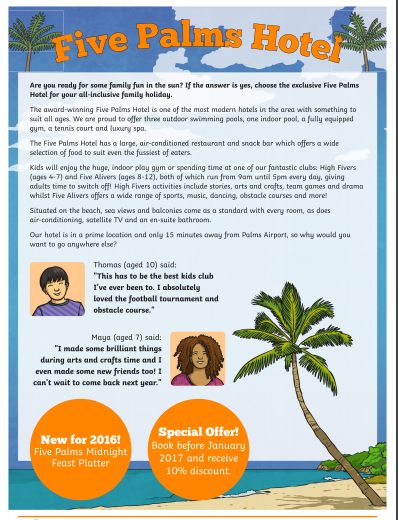 Five Palms Hotel
Are you ready for some family fun in the sun? If the answer is yes, choose the exclusive Five Palms
Hotel for your all-inclusive family holiday.
The award-winning Five Palms Hotel is one of the most modern hotels in the area with something to
suit all ages. We are proud to offer three outdoor swimming pools, one indoor pool, a fully equipped
gym, a tennis court and luxury spa.
The Five Palms Hotel has a large, air-conditioned restaurant and snack bar which offers a wide
selection of food to suit even the fussiest of eaters.
Kids will enjoy the huge, indoor play gym or spending time at one of our fantastic clubs: High Fivers
(ages 4-7) and Five Alivers (ages 8-12), both of which run from 9am until 5pm every day, giving
adults time to switch off! High Fivers activities include stories, arts and crafts, team games and drama
whilst Five Alivers offers a wide range of sports, music, dancing, obstacle courses and more!
Situated on the beach, sea views and balconies come as a standard with every room, as does
air-conditioning, satellite TV and an en-suite bathroom.
Our hotel is in a prime location and only 15 minutes away from Palms Airport, so why would you
want to go anywhere else?
Thomas (aged 10) said:
"This has to be the best kids club
I've ever been to. I absolutely
loved the football tournament and
obstacle course."
Maya (aged 7) said:
"I made some brilliant things
during arts and crafts time and I
even made some new friends too! I
can't wait to come back next year."
New for 2016!
Five Palms Midnight
Feast Platter
Special Offer!
Book before January
2017 and receive
10% discount.